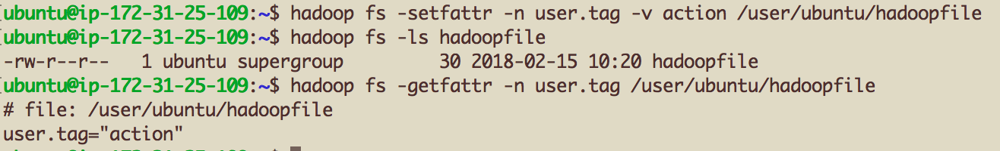 [ubuntu@ip-172-31-25-109:~$ hadoop fs -setfattr -n user.tag -v action /user/ubuntu/hadoopfile
[ubuntu@ip-172-31-25-109:~$ hadoop fs -ls hadoopfile
-rw-r--r--   1 ubuntu supergroup         30 2018-02-15 10:20 hadoopfile
[ubuntu@ip-172-31-25-109:~$ hadoop fs -getfattr -n user.tag /user/ubuntu/hadoopfile
# file: /user/ubuntu/hadoopfile
user.tag="action"